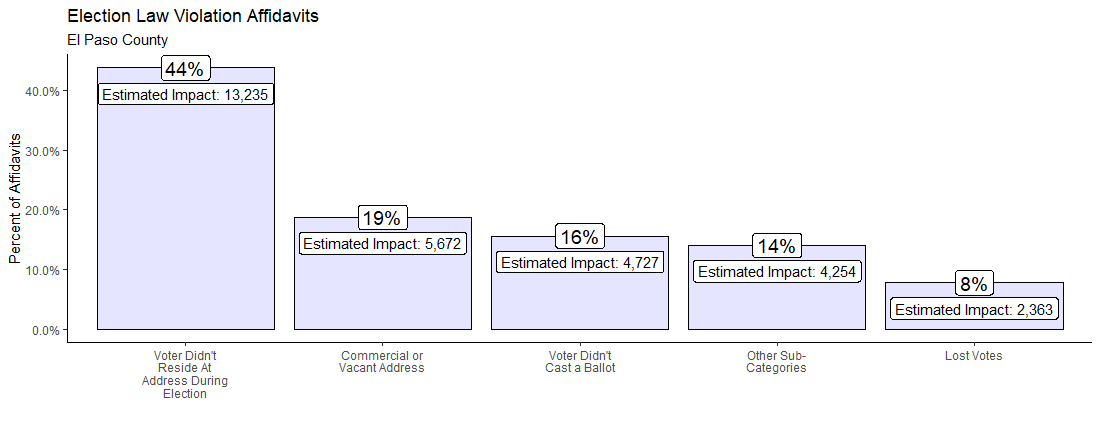 Election Law Violation Affidavits
El Paso County
Percent of Affidavits
40.0%
30.0%
20.0%
10.0%
0.0%
44%
Estimated Impact: 13,235
19%
Estimated Impact: 5,672
16%
Estimated Impact: 4,727
14%
Estimated Impact: 4,254
8%
Estimated Impact: 2,363
Voter Didn't
Reside At
Address During
Election
Commercial or
Vacant Address
Voter Didn't
Cast a Ballot
Other Sub-
Categories
Lost Votes